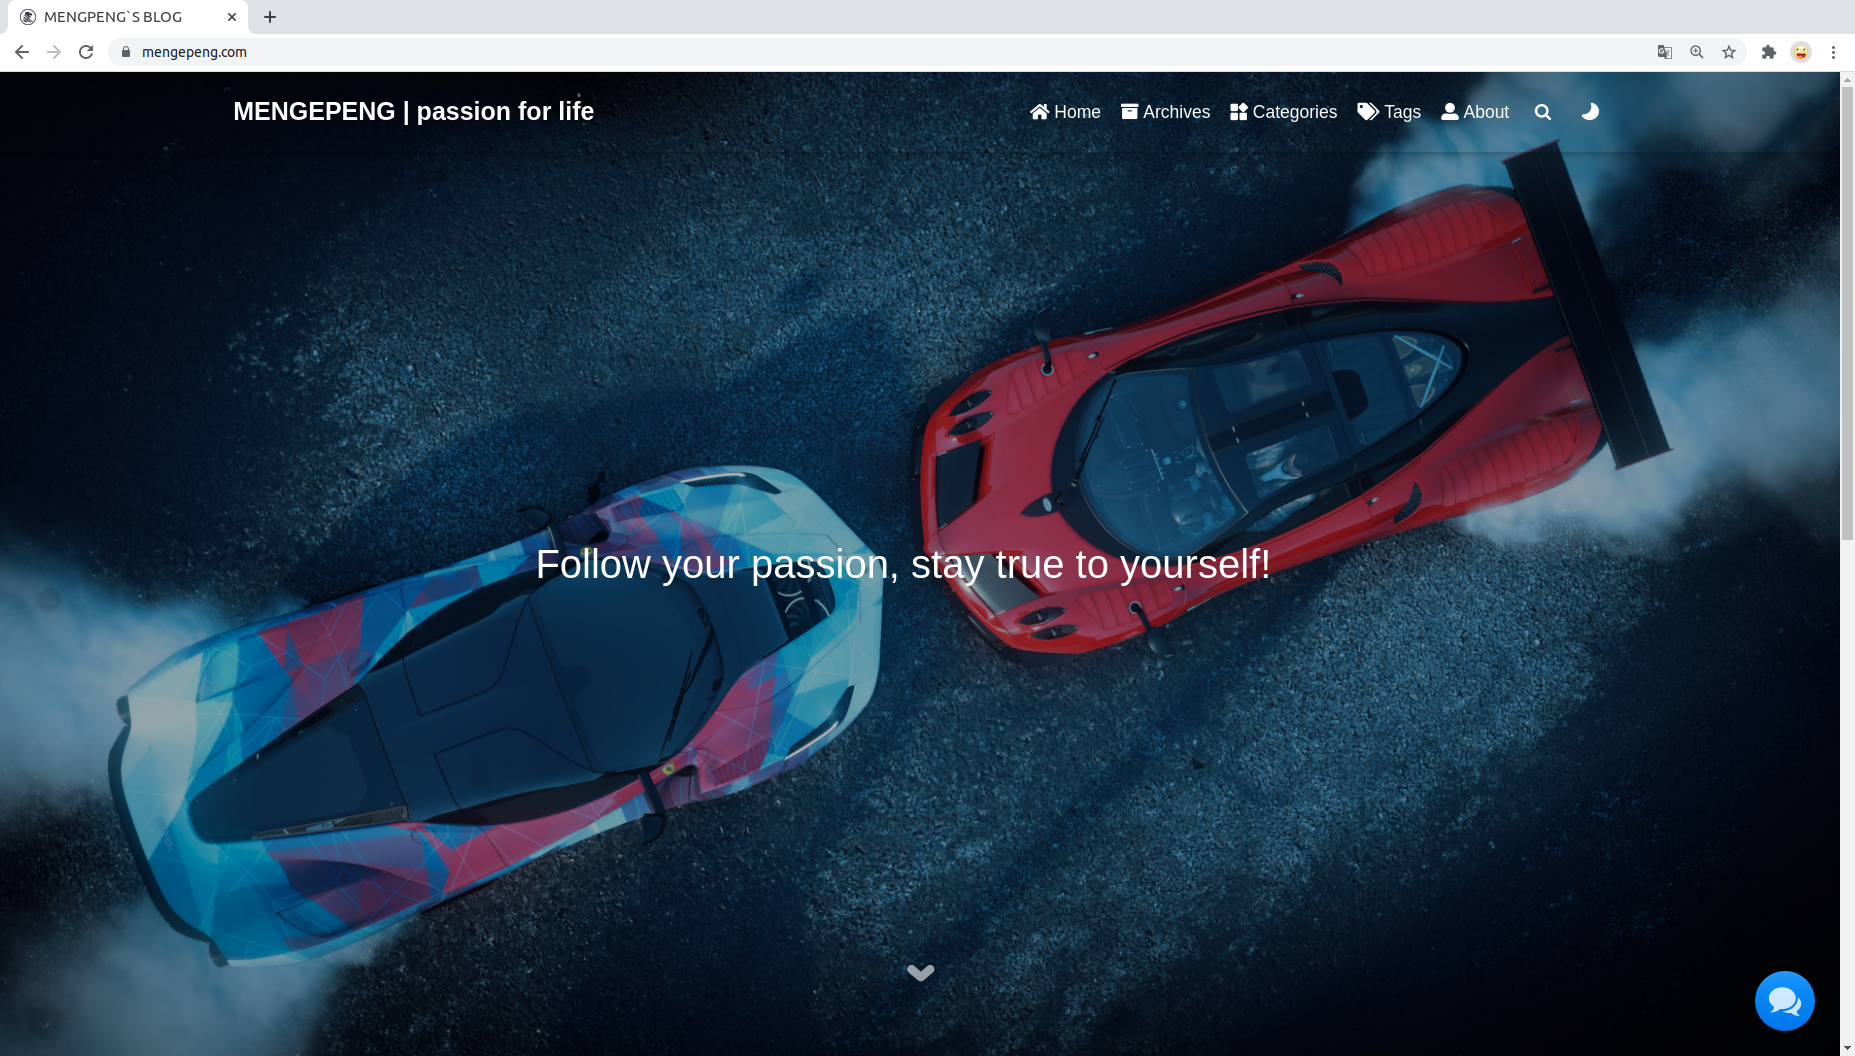 MENGPENG`S BLOG
mengepeng.com
MENGEPENG | passion for life
Home
Archives
Categories
Tags
About
Follow your passion, stay true to yourself!